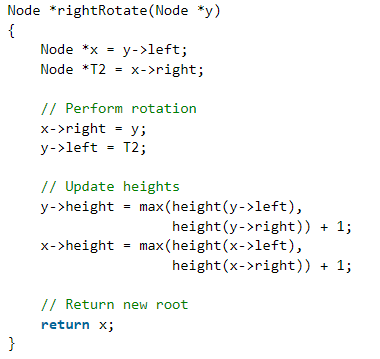 Node *rightRotate(Node *y)
{
    Node *x = y->left;
    Node *T2 = x->right;

    // Perform rotation
    x->right = y;
    y->left = T2;

    // Update heights
    y->height = max(height(y->left),
                    height(y->right)) + 1;
    x->height = max(height(x->left),
                    height(x->right)) + 1;

    // Return new root
    return x;
}